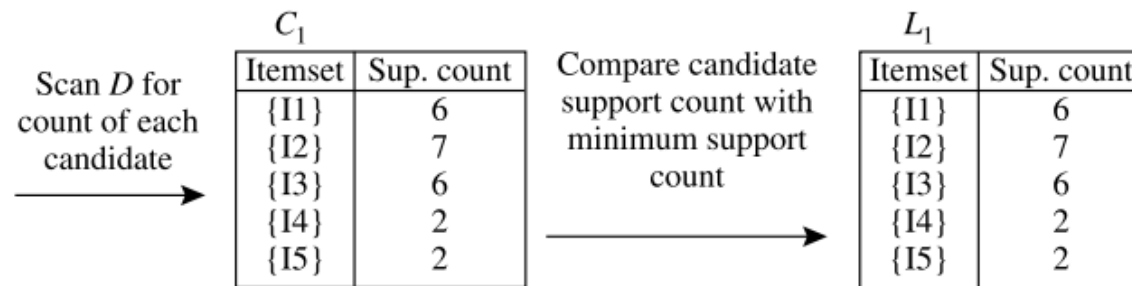 C1
Scan D for
count of each
candidate
Itemset Sup. count
{I1} 6
{I2} 7
{I3} 6
{I4} 2
{I5} 2
Compare candidate
support count with
minimum support
count
L1
Itemset Sup. count
{I1} 6
{I2} 7
{I3} 6
{I4} 2
{I5} 2